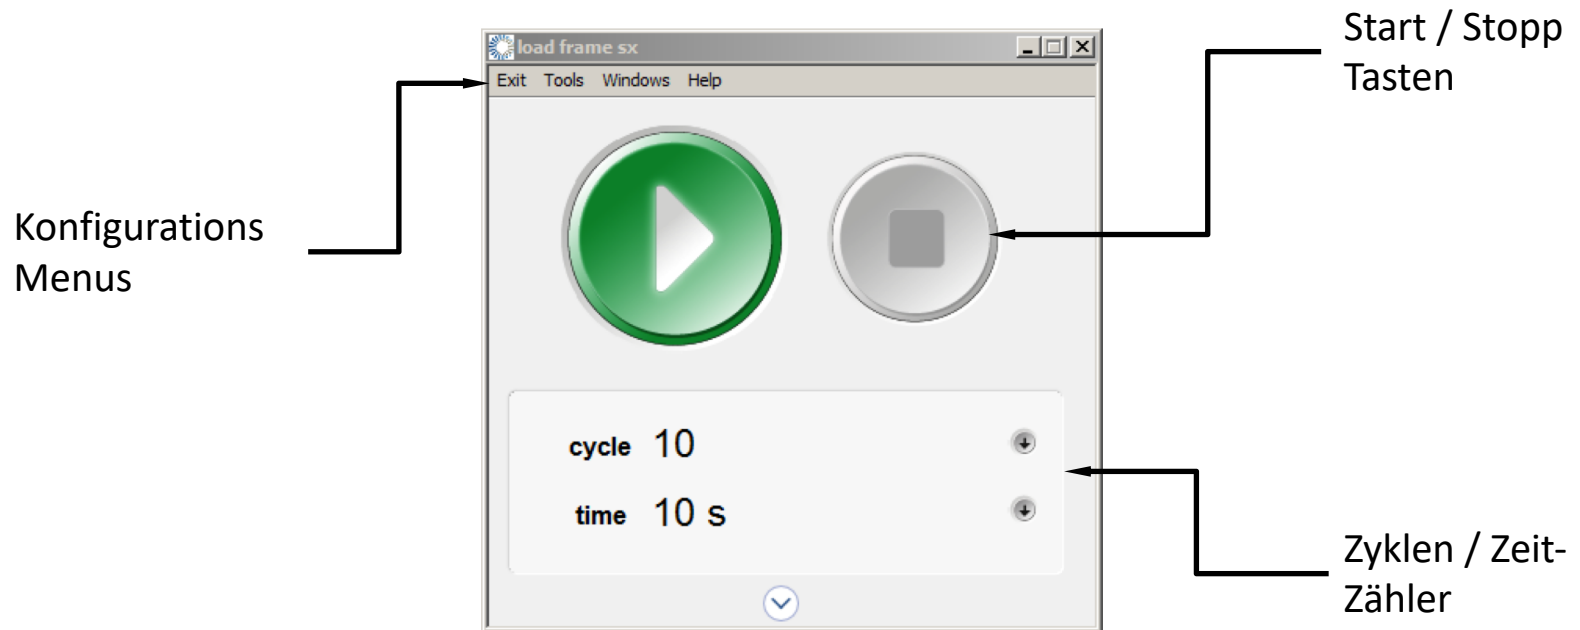 Start / Stopp
Tasten
load frame sx
Exit Tools Windows Help
Konfigurations
Menus
cycle 10
time 10 s
Zyklen / Zeit-
Zähler